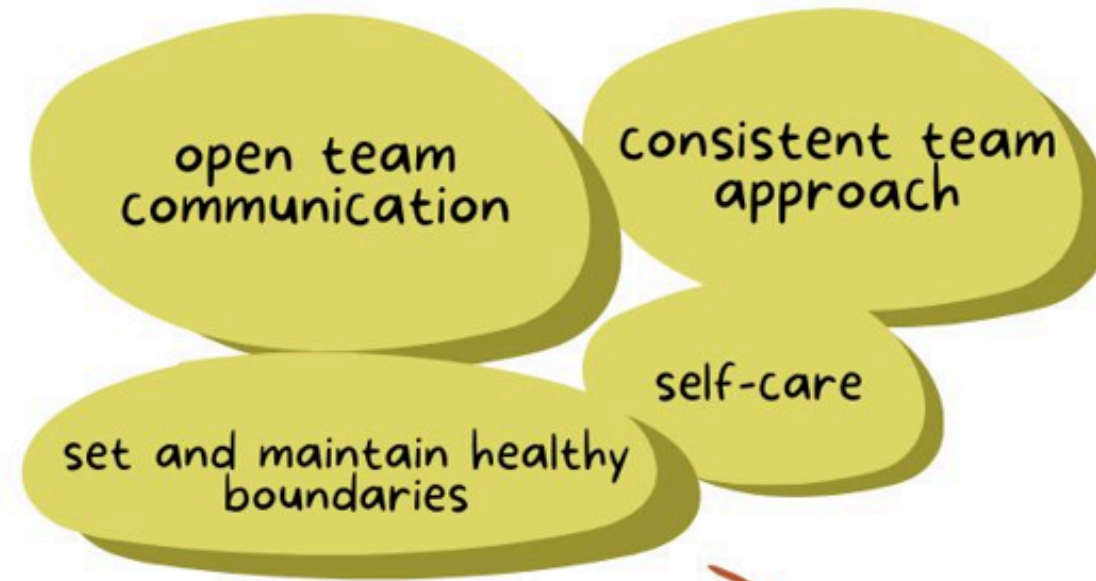 open team
communication
consistent team
approach
self-care
set and maintain healthy
boundaries